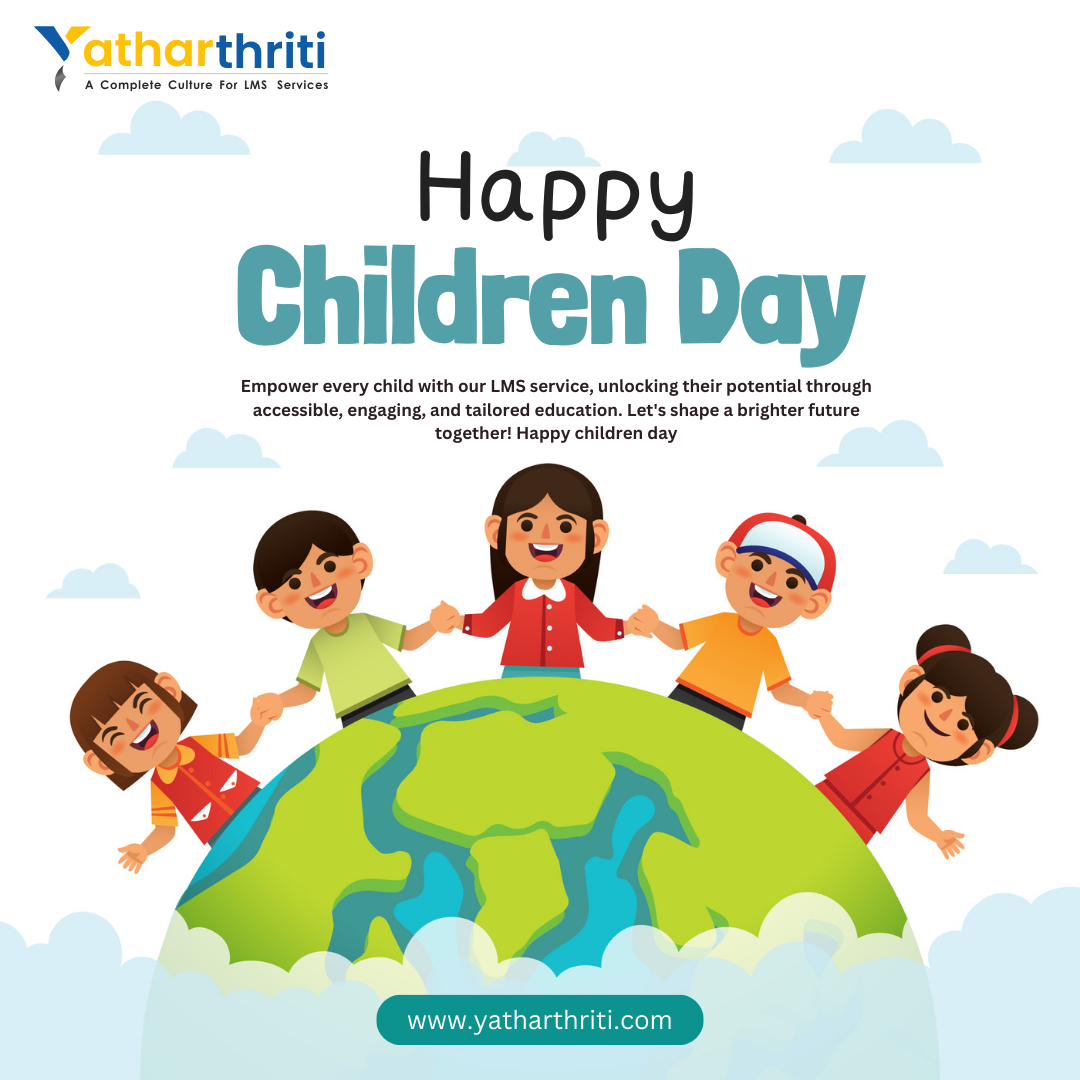 Yatharthriti
A Complete Culture For LMS Services
Happy
Children Day
Empower every child with our LMS service, unlocking their potential through
accessible, engaging, and tailored education. Let's shape a brighter future
together! Happy children day
www.yatharthriti.com